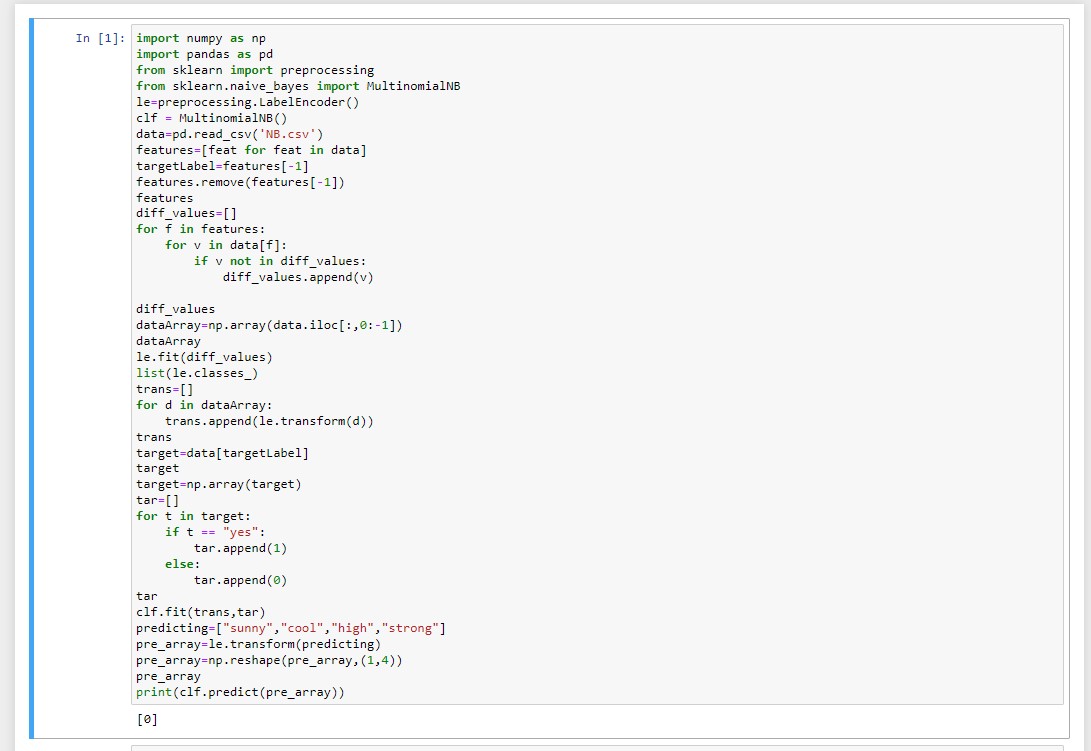 In [1]: import numpy as np
import pandas as pd
from sklearn import preprocessing
from sklearn.naive_bayes import MultinomialNB
le=preprocessing.LabelEncoder()
clf = MultinomialNB()
data=pd.read_csv('NB.csv')
features=[feat for feat in data]
targetLabel=features[-1]
features.remove(features[-1])
features
diff_values=[]
for f in features:
    for v in data[f]:
        if v not in diff_values:
            diff_values.append(v)

diff_values
dataArray=np.array(data.iloc[:,0:-1])
dataArray
le.fit(diff_values)
list(le.classes_)
trans=[]
for d in dataArray:
    trans.append(le.transform(d))
trans
target=data[targetLabel]
target
target=np.array(target)
tar=[]
for t in target:
    if t == "yes":
        tar.append(1)
    else:
        tar.append(0)
tar
clf.fit(trans,tar)
predicting=["sunny","cool","high","strong"]
pre_array=le.transform(predicting)
pre_array=np.reshape(pre_array,(1,4))
pre_array
print(clf.predict(pre_array))
[0]